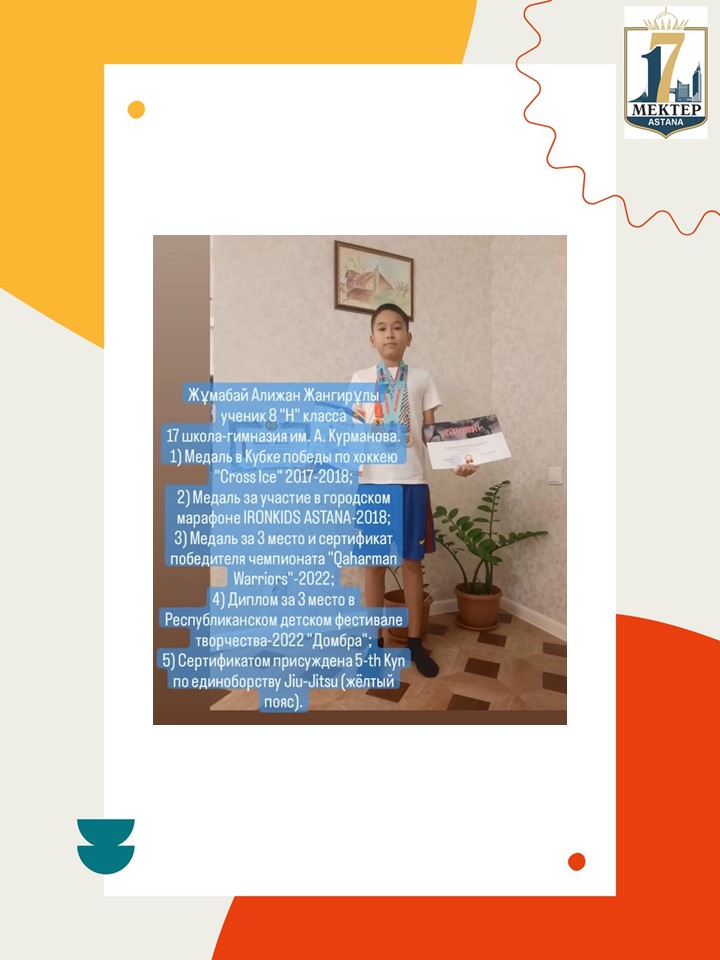 17
МЕКТЕР
ASTANA
Жұмабай Алижан Жангирұлы
ученик 8 "Н" класса
17 школа-гимназия им. А. Курманова.
1) Медаль в Кубке победы по хоккею
"Cross Ice" 2017-2018;
2) Медаль за участие в городском
марафоне IRONKIDS ASTANA-2018;
3) Медаль за 3 место и сертификат
победителя чемпионата "Qaharman
Warriors"-2022;
4) Диплом за 3 место в
Республиканском детском фестивале
творчества-2022 "Домбра";
5) Сертификатом присуждена 5-th Kyn
по единоборству Jiu-Jitsu (жёлтый
пояс).